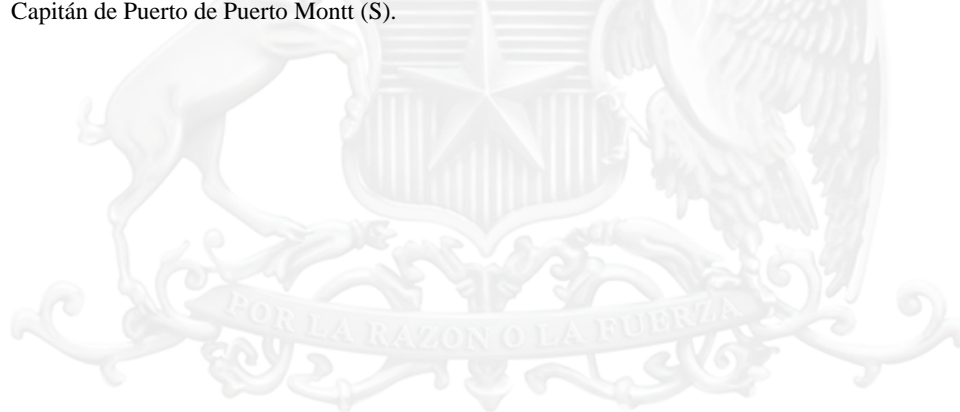 Capitán de Puerto de Puerto Montt (S).
POR LA RAZON O LA FUERZA